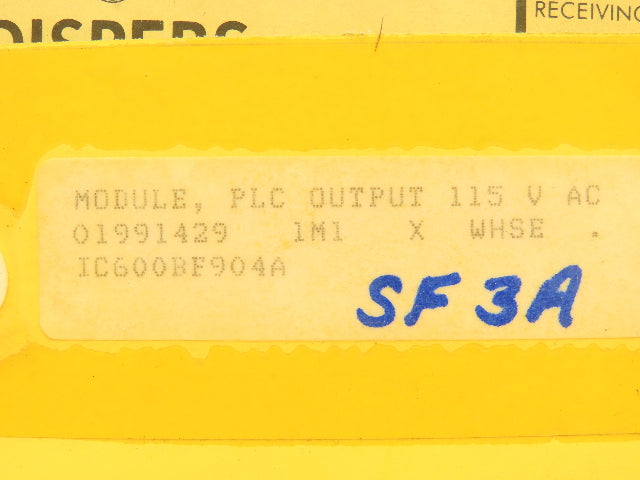 RECEIVING
MODULE, PLC OUTPUT 115 V AC
01991429 1M1 X WHSE .
IC600BF904A
SF 3A